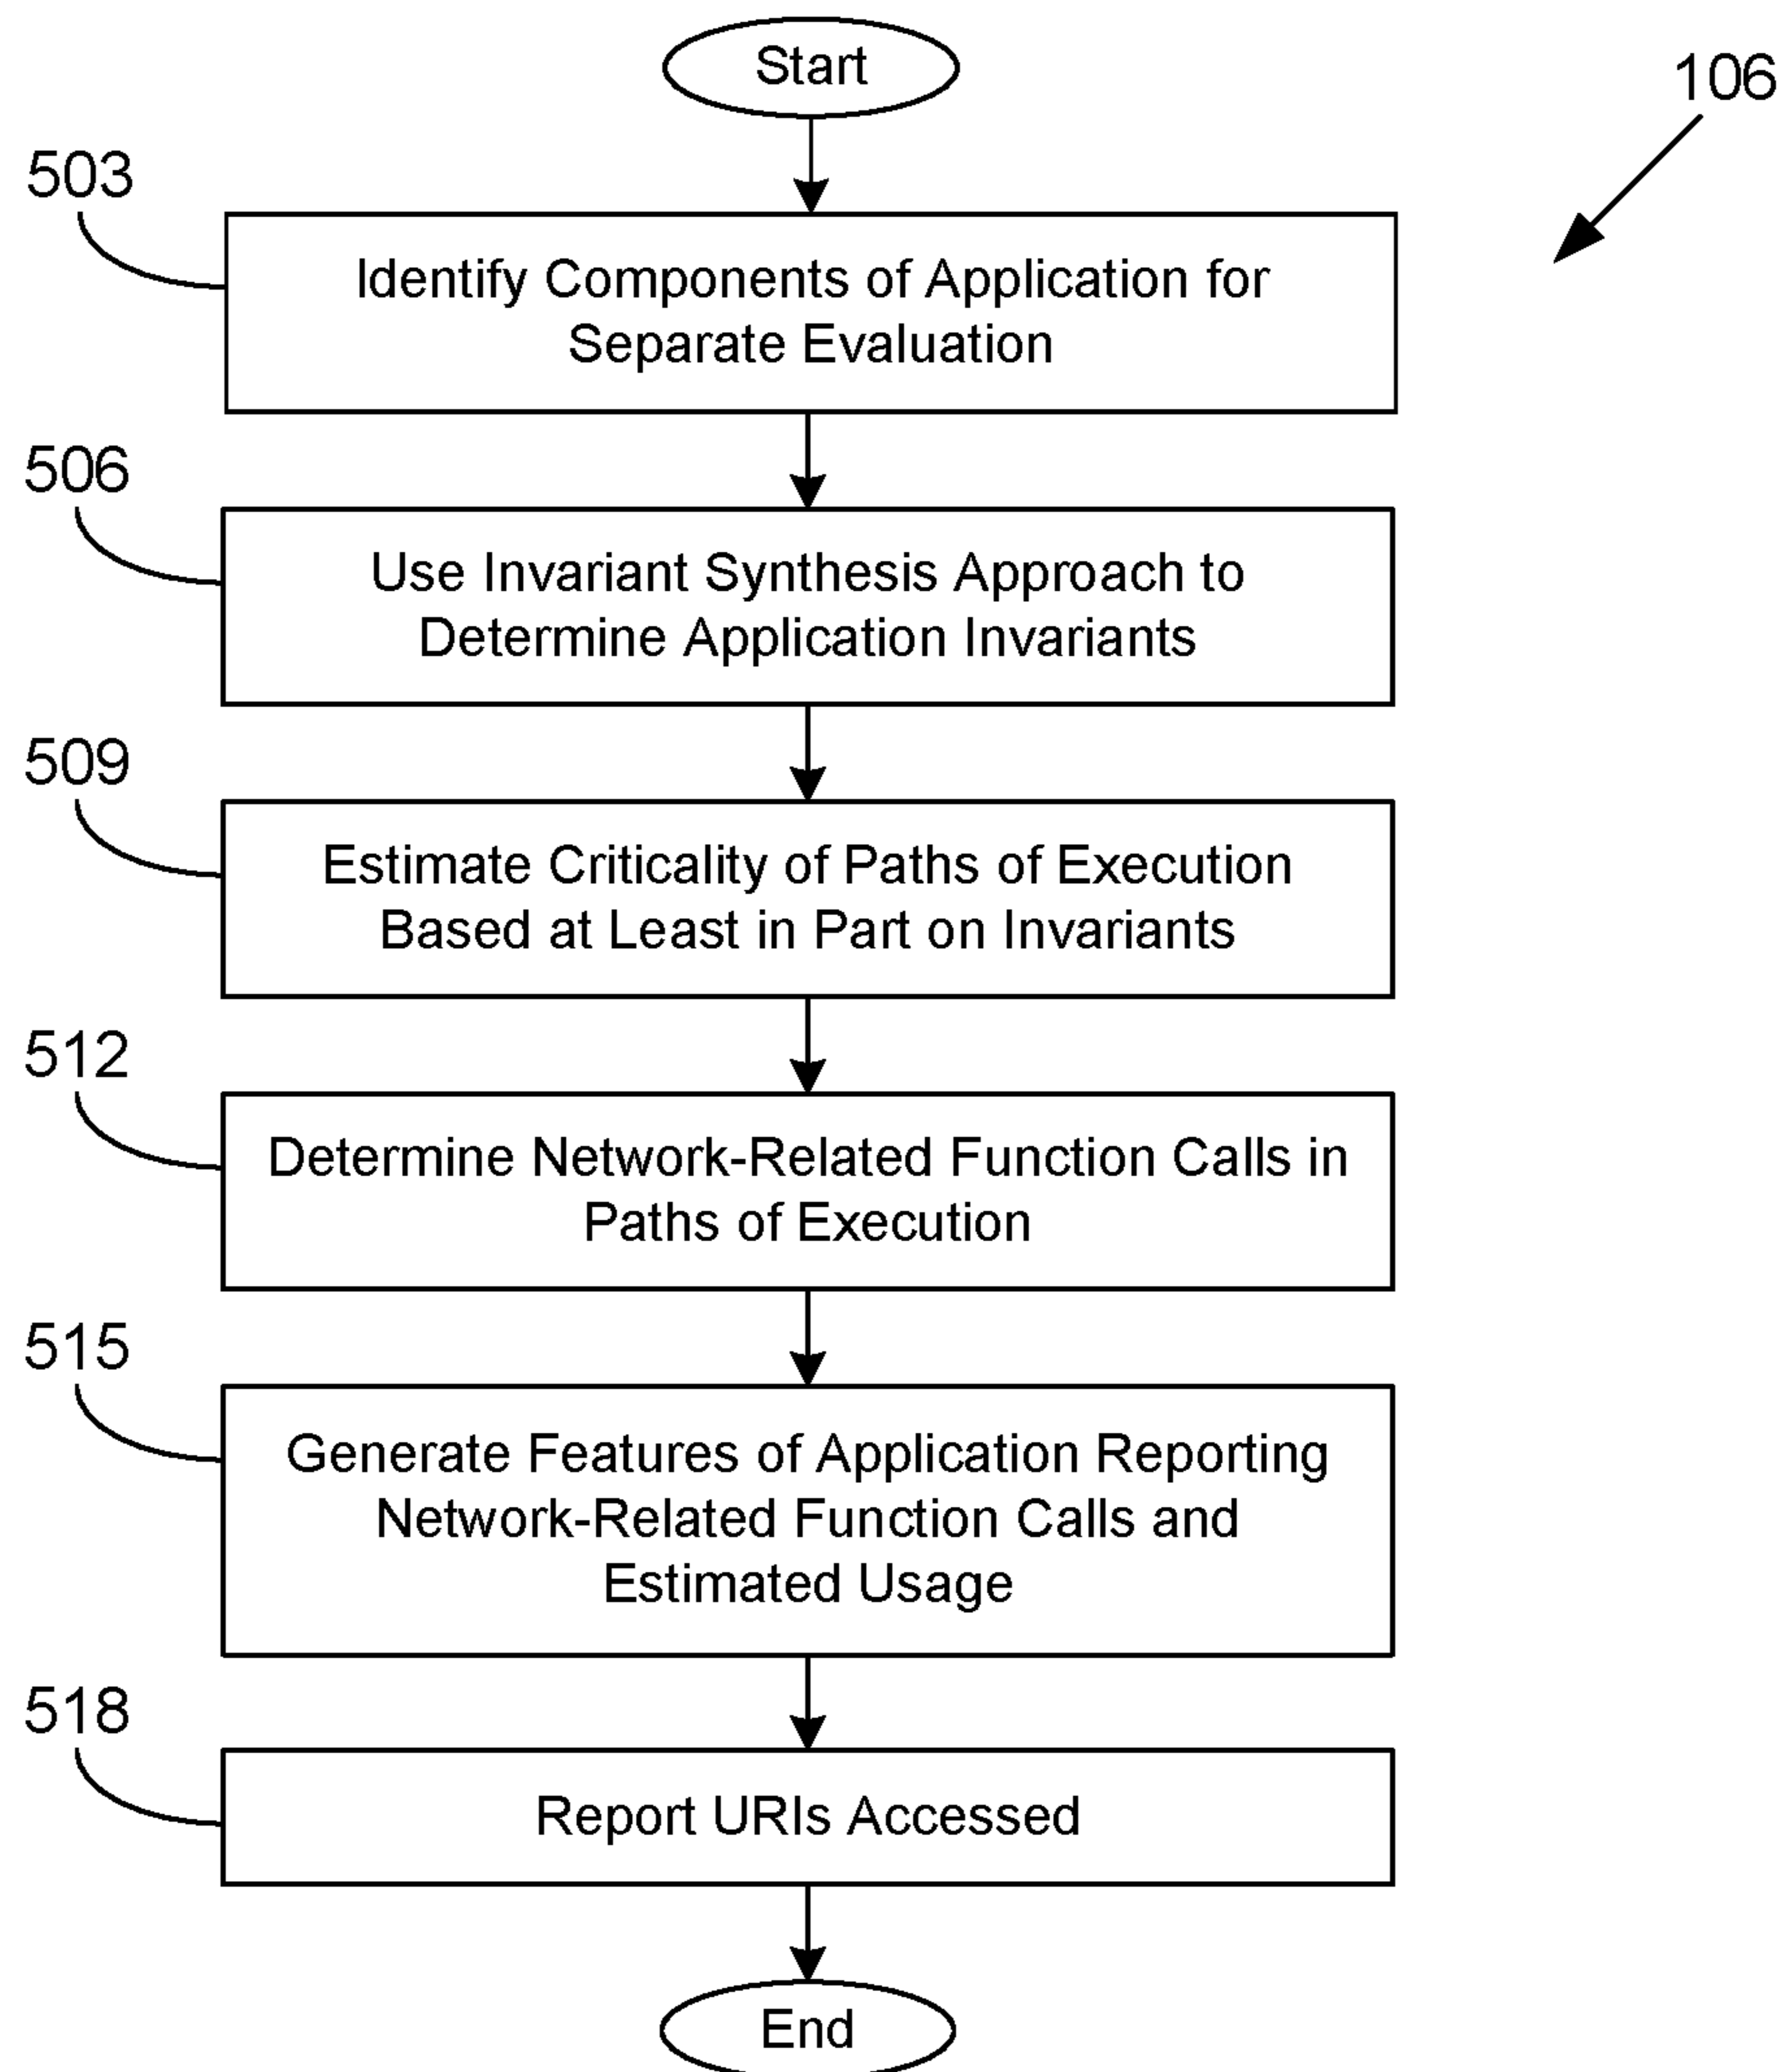 Start
106
503
Identify Components of Application for
Separate Evaluation
506
Use Invariant Synthesis Approach to
Determine Application Invariants
509
Estimate Criticality of Paths of Execution
Based at Least in Part on Invariants
512
Determine Network-Related Function Calls in
Paths of Execution
515
Generate Features of Application Reporting
Network-Related Function Calls and
Estimated Usage
518
Report URIs Accessed
End